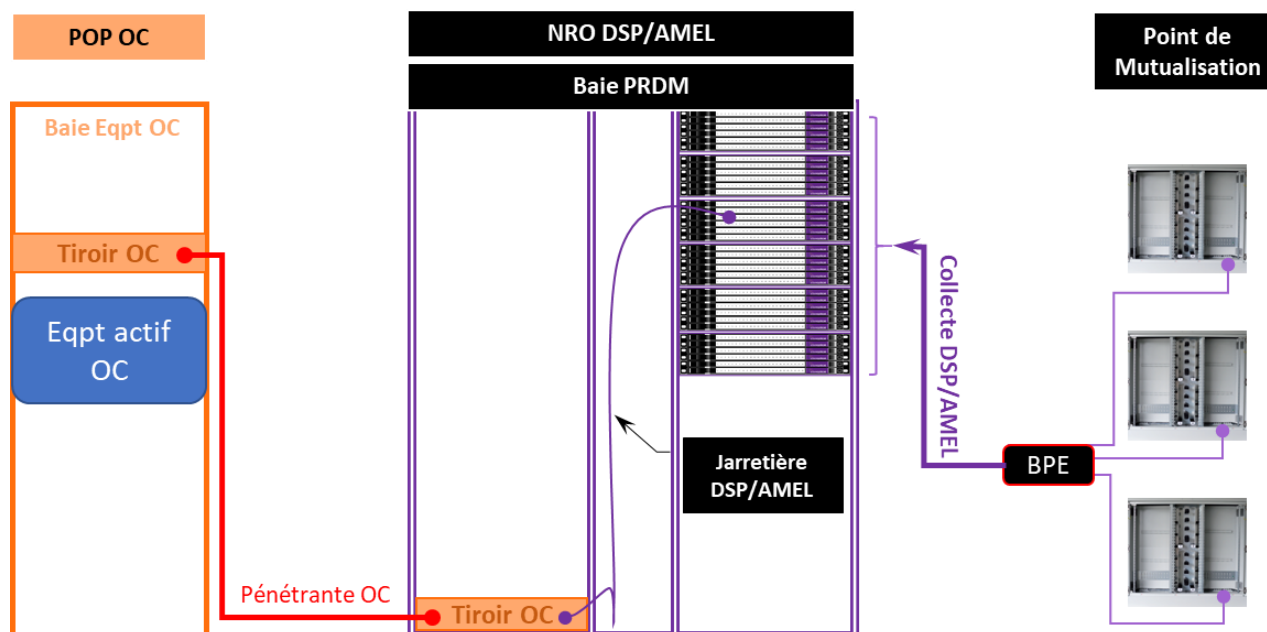 POP OC
NRO DSP/AMEL
Baie PRDM
Point de
Mutualisation
Baie Eqpt OC
Tiroir OC
Eqpt actif
OC
Collecte DSP/AMEL
Jarretière
DSP/AMEL
BPE
Pénétrante OC
Tiroir OC